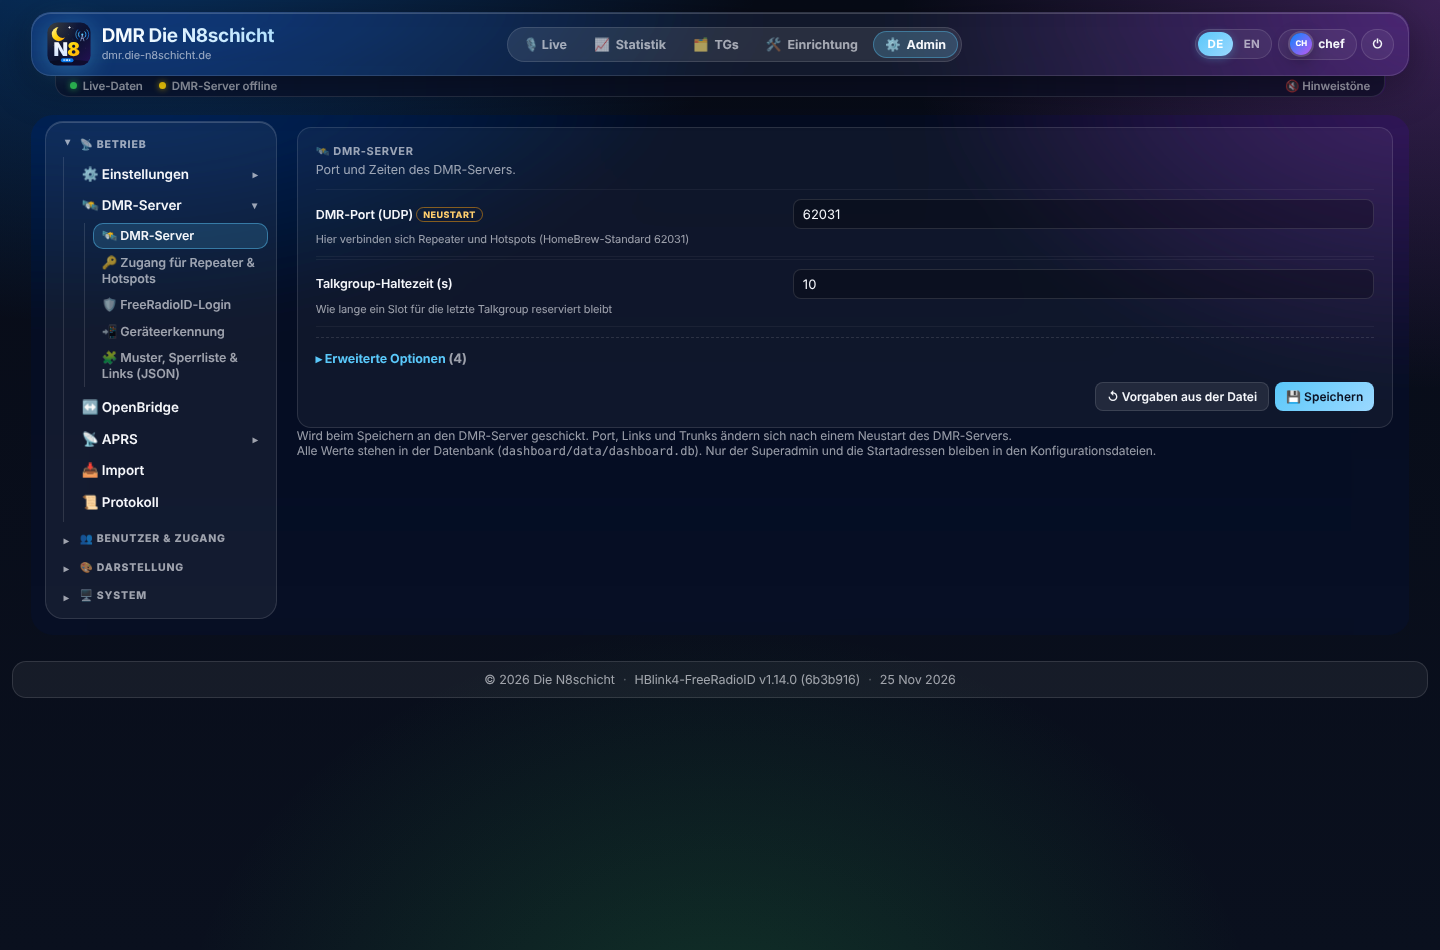 N8
DMR Die N8schicht
dmr.die-n8schicht.de
Live
Statistik
TGs
Einrichtung
Admin
DE
EN
CH
chef
Live-Daten
DMR-Server offline
Hinweistöne
BETRIEB
Einstellungen
DMR-Server
DMR-Server
Zugang für Repeater &
Hotspots
FreeRadioID-Login
Geräteerkennung
Muster, Sperrliste &
Links (JSON)
OpenBridge
APRS
Import
Protokoll
BENUTZER & ZUGANG
DARSTELLUNG
SYSTEM
DMR-SERVER
Port und Zeiten des DMR-Servers.
DMR-Port (UDP) NEUSTART
62031
Hier verbinden sich Repeater und Hotspots (HomeBrew-Standard 62031)
Talkgroup-Haltezeit (s)
10
Wie lange ein Slot für die letzte Talkgroup reserviert bleibt
▸ Erweiterte Optionen (4)
↺ Vorgaben aus der Datei
Speichern
Wird beim Speichern an den DMR-Server geschickt. Port, Links und Trunks ändern sich nach einem Neustart des DMR-Servers.
Alle Werte stehen in der Datenbank (dashboard/data/dashboard.db). Nur der Superadmin und die Startadressen bleiben in den Konfigurationsdateien.
© 2026 Die N8schicht · HBlink4-FreeRadioID v1.14.0 (6b3b916) · 25 Nov 2026